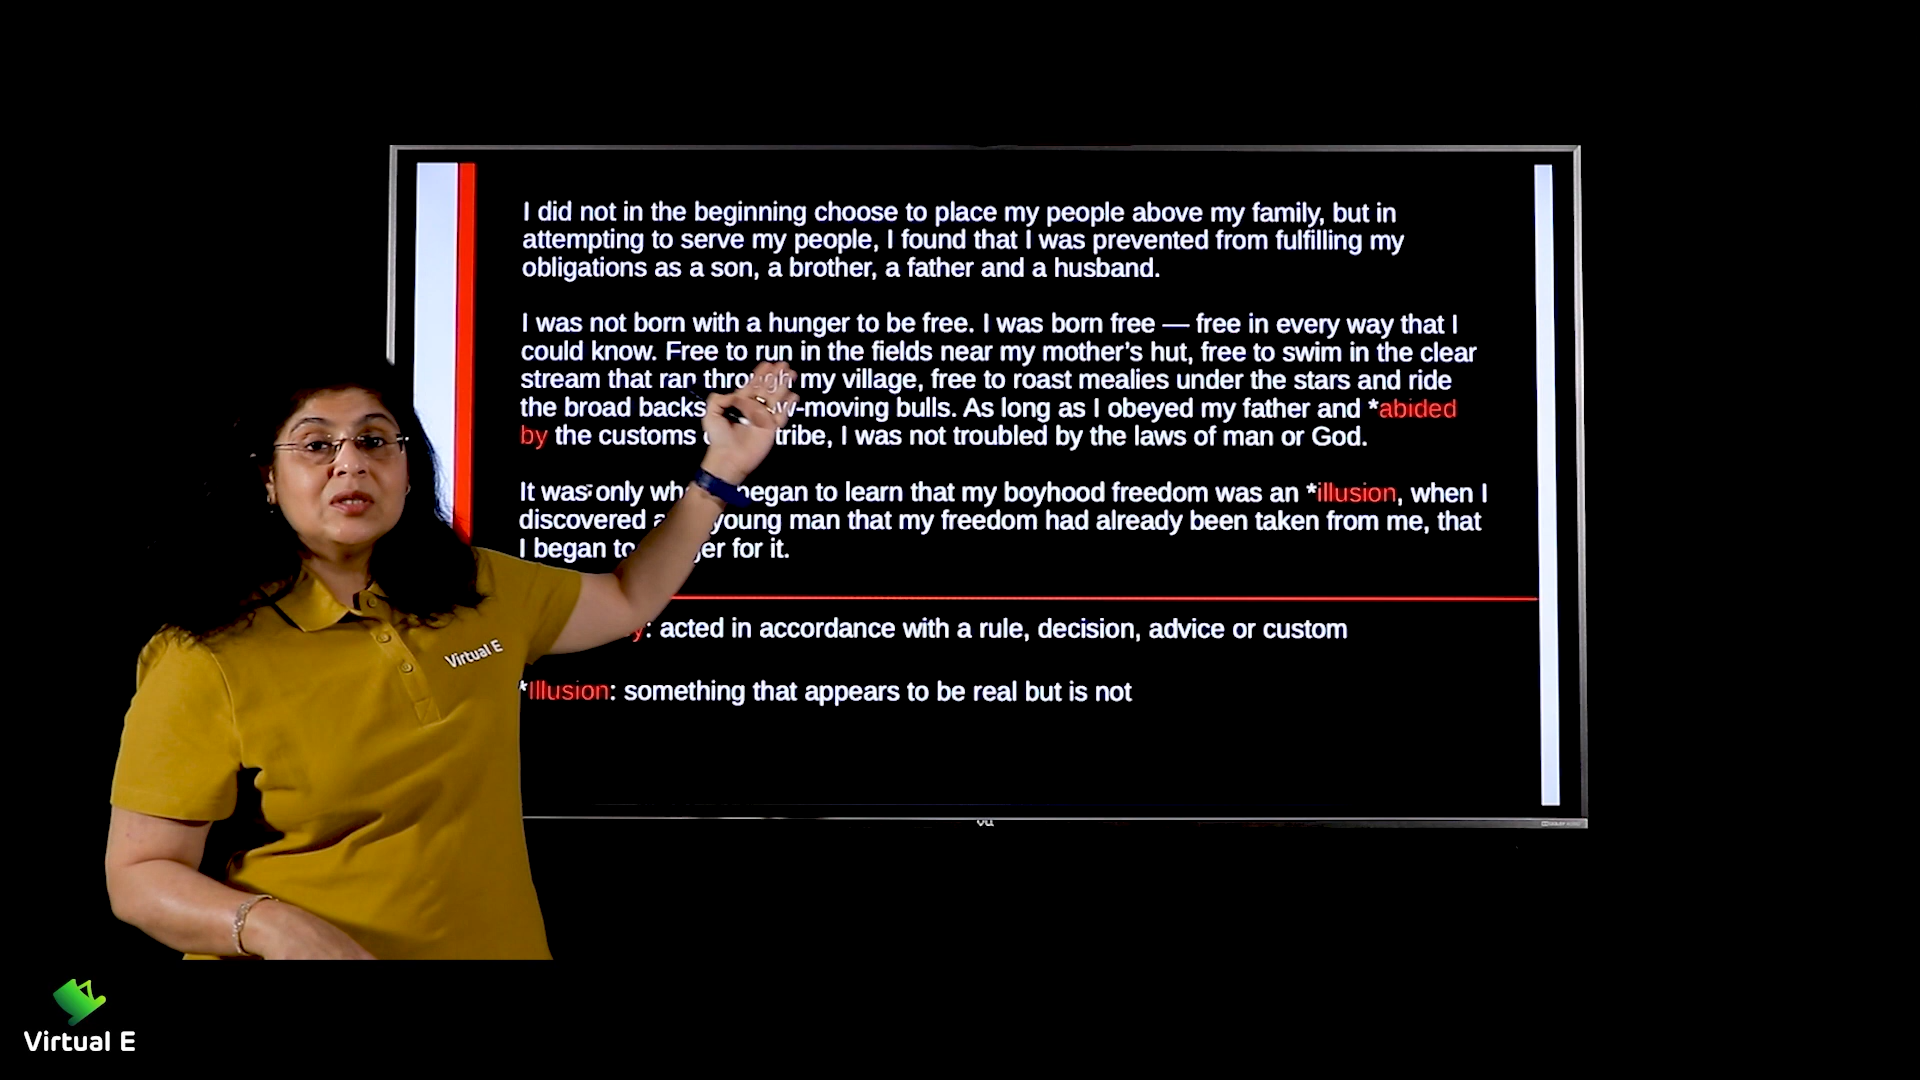 I did not in the beginning choose to place my people above my family, but in
attempting to serve my people, I found that I was prevented from fulfilling my
obligations as a son, a brother, a father and a husband.
I was not born with a hunger to be free. I was born free — free in every way that I
could know. Free to run in the fields near my mother’s hut, free to swim in the clear
stream that ran through my village, free to roast mealies under the stars and ride
the broad backs -moving bulls. As long as I obeyed my father and *abided
by the customs tribe, I was not troubled by the laws of man or God.
It was only began to learn that my boyhood freedom was an *illusion, when I
discovered young man that my freedom had already been taken from me, that
I began for it.
: acted in accordance with a rule, decision, advice or custom
*Illusion: something that appears to be real but is not
Virtual E
Vu
Virtual E